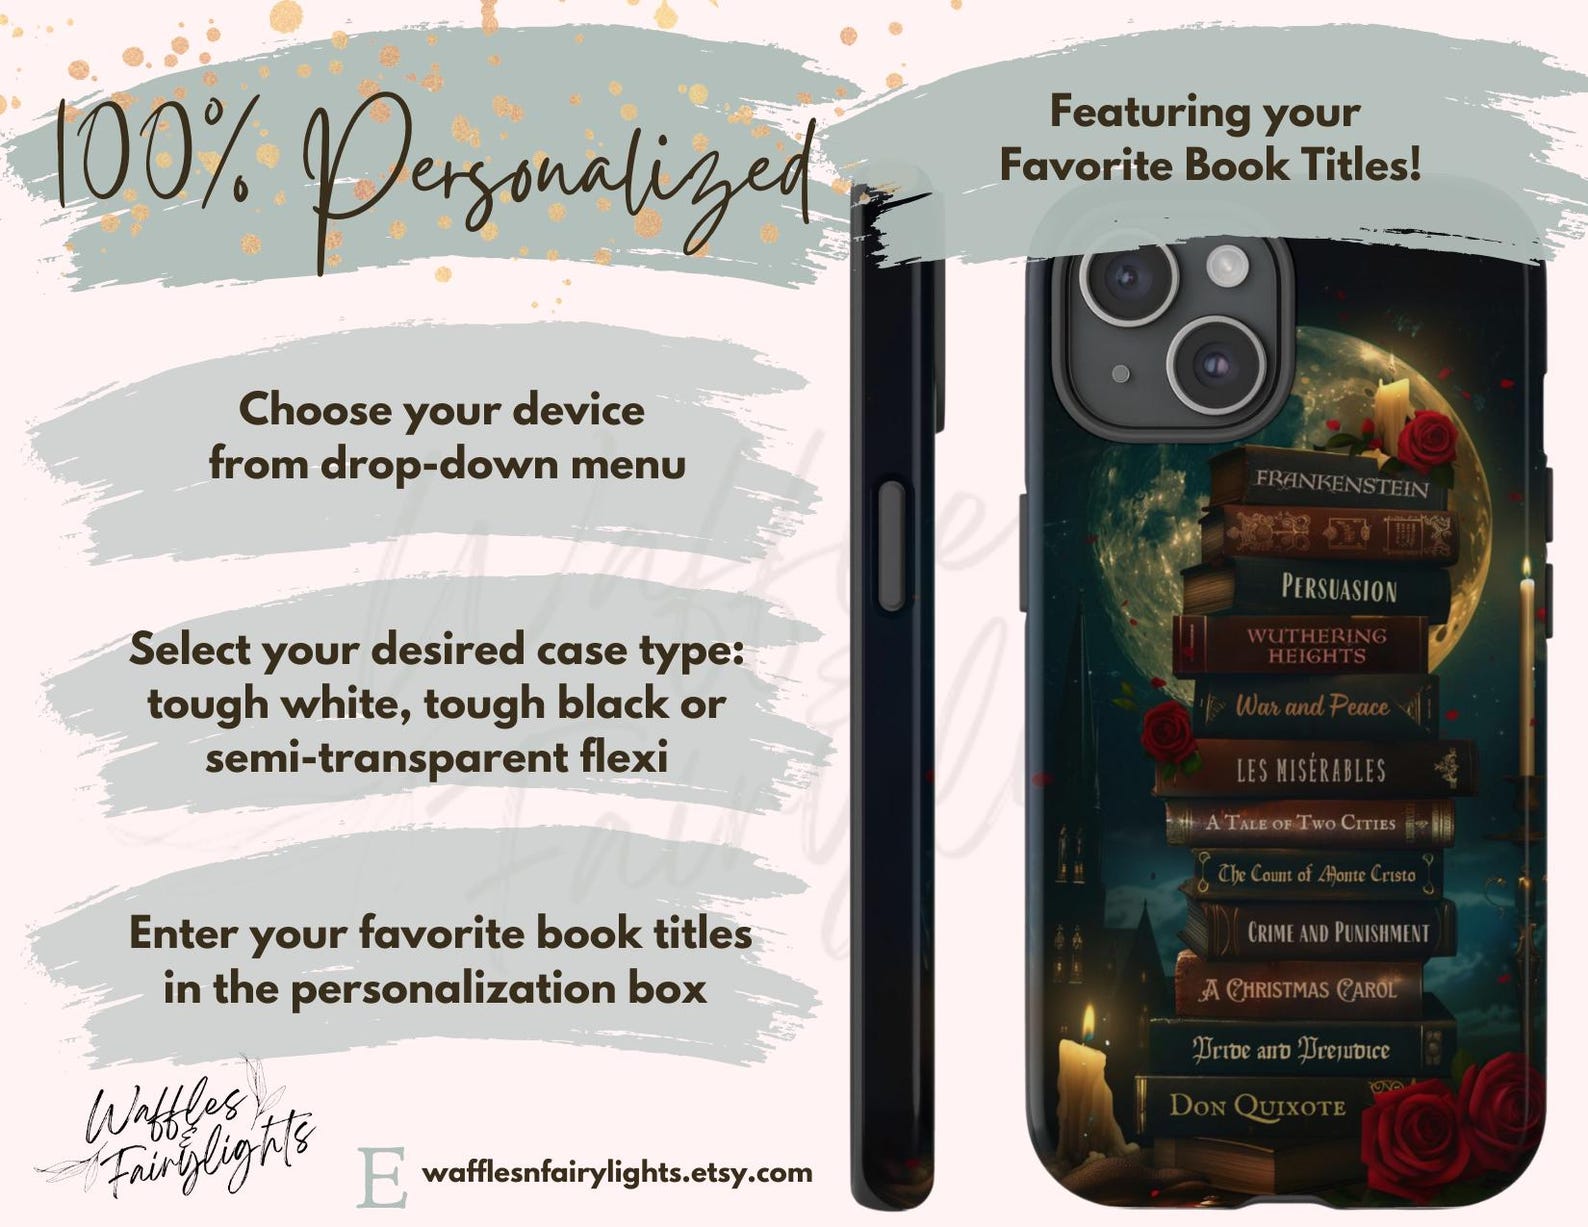 100% Personalized
Featuring your
Favorite Book Titles!
Choose your device
from drop-down menu
Select your desired case type:
tough white, tough black or
semi-transparent flexi
Enter your favorite book titles
in the personalization box
Waffles
&
Fairylights
E wafflesnfairylights.etsy.com
FRANKENSTEIN
PERSUASION
WUTHERING
HEIGHTS
War and Peace
LES MISÉRABLES
A TALE OF TWO CITIES
The Count of Monte Cristo
CRIME AND PUNISHMENT
A CHRISTMAS CAROL
Pride and Prejudice
DON QUIXOTE
Waffles
&
Fairylights